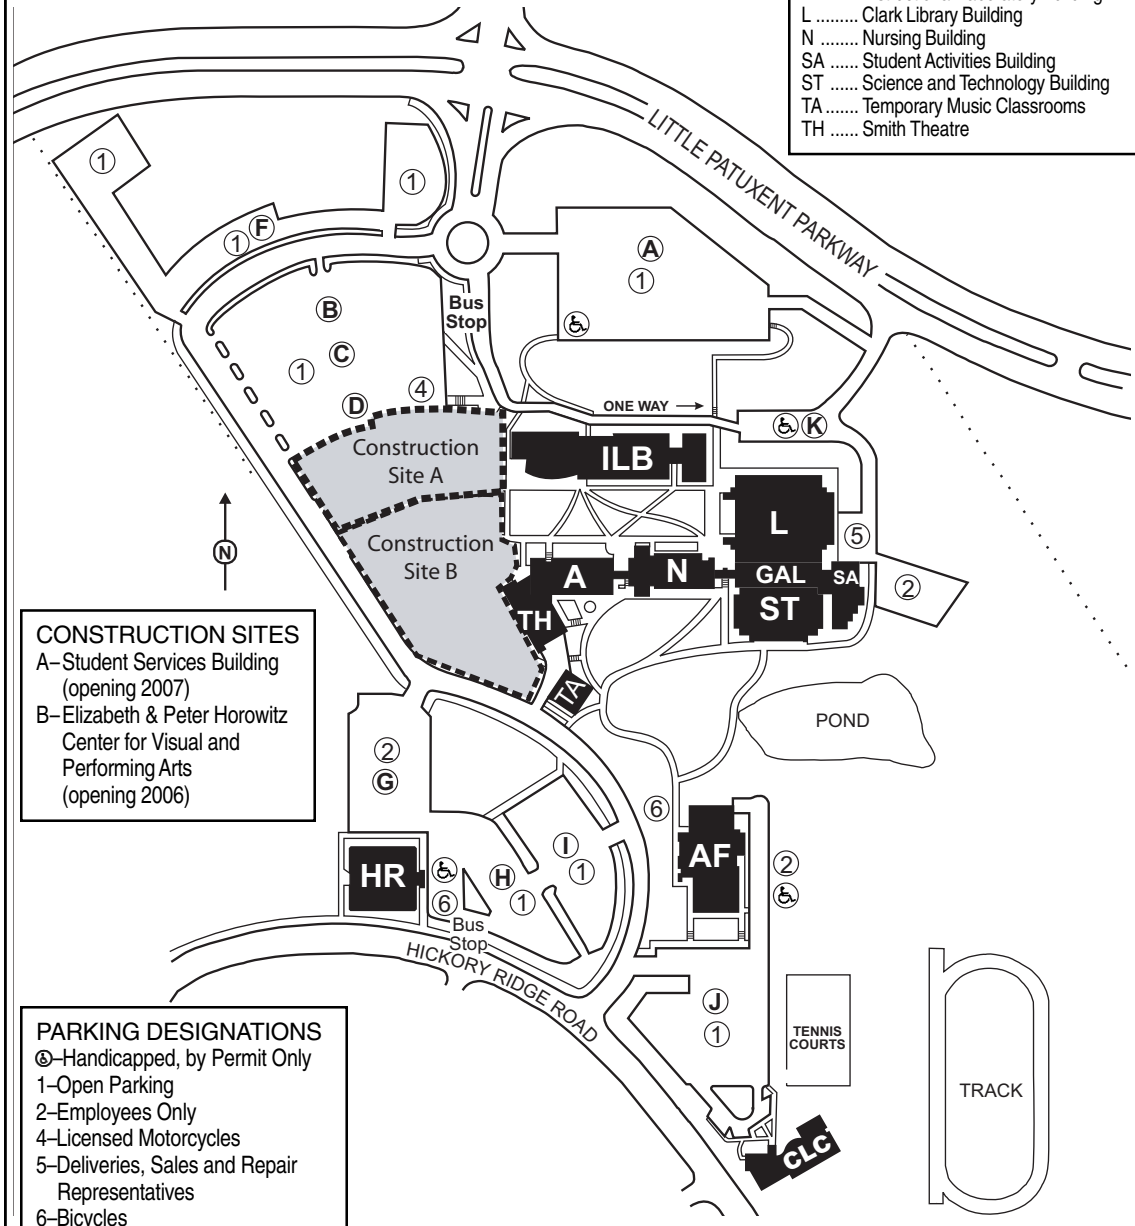 L ......... Clark Library Building
N ........ Nursing Building
SA ...... Student Activities Building
ST ...... Science and Technology Building
TA ....... Temporary Music Classrooms
TH ...... Smith Theatre
LITTLE PATUXENT PARKWAY
1
1
F
1
A
1
Bus
Stop
B
C
1
4
D
ONE WAY
K
Construction
Site A
ILB
L
5
Construction
Site B
N
A
N
GAL
SA
2
ST
TH
TA
CONSTRUCTION SITES
A–Student Services Building
(opening 2007)
B–Elizabeth & Peter Horowitz
Center for Visual and
Performing Arts
(opening 2006)
POND
2
G
6
I
1
AF
2
HR
H
1
6
Bus
Stop
HICKORY RIDGE ROAD
J
1
TENNIS
COURTS
TRACK
CLC
PARKING DESIGNATIONS
–Handicapped, by Permit Only
1–Open Parking
2–Employees Only
4–Licensed Motorcycles
5–Deliveries, Sales and Repair
Representatives
6–Bicycles